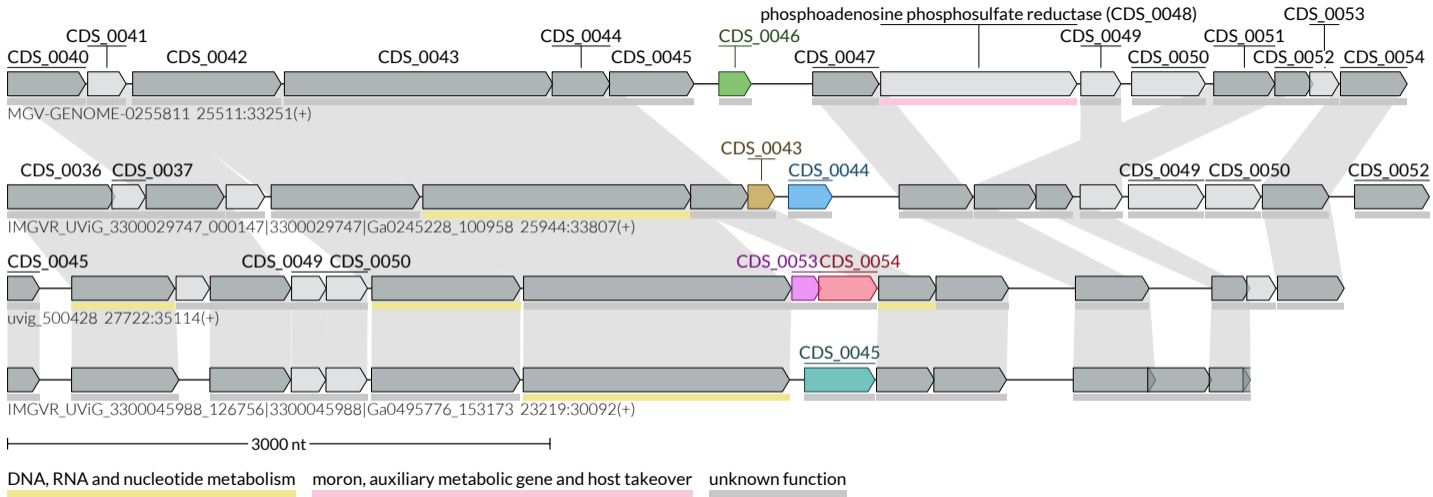 phosphoadenosine phosphosulfate reductase (CDS_0048) CDS_0053
CDS_0041 CDS_0044 CDS_0046 CDS_0049 CDS_0051
CDS_0040 CDS_0042 CDS_0043 CDS_0045 CDS_0047 CDS_0050 CDS_0052 CDS_0054
MGV-GENOME-0255811 25511:33251(+)
CDS_0043
CDS_0036 CDS_0037 CDS_0044 CDS_0049 CDS_0050 CDS_0052
IMGVR_UViG_3300029747_000147|3300029747|Ga0245228_100958 25944:33807(+)
CDS_0045 CDS_0049 CDS_0050 CDS_0053 CDS_0054
uvig_500428 27722:35114(+)
CDS_0045
IMGVR_UViG_3300045988_126756|3300045988|Ga0495776_153173 23219:30092(+)
3000 nt
DNA, RNA and nucleotide metabolism moron, auxiliary metabolic gene and host takeover unknown function